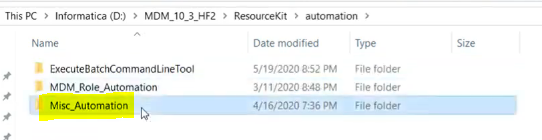 This PC > Informatica (D:) > MDM_10_3_HF2 > ResourceKit > automation >
Name Date modified Type Size
ExecuteBatchCommandLineTool 5/19/2020 8:52 PM File folder
MDM_Role_Automation 3/11/2020 8:48 PM File folder
Misc_Automation 4/16/2020 7:36 PM File folder